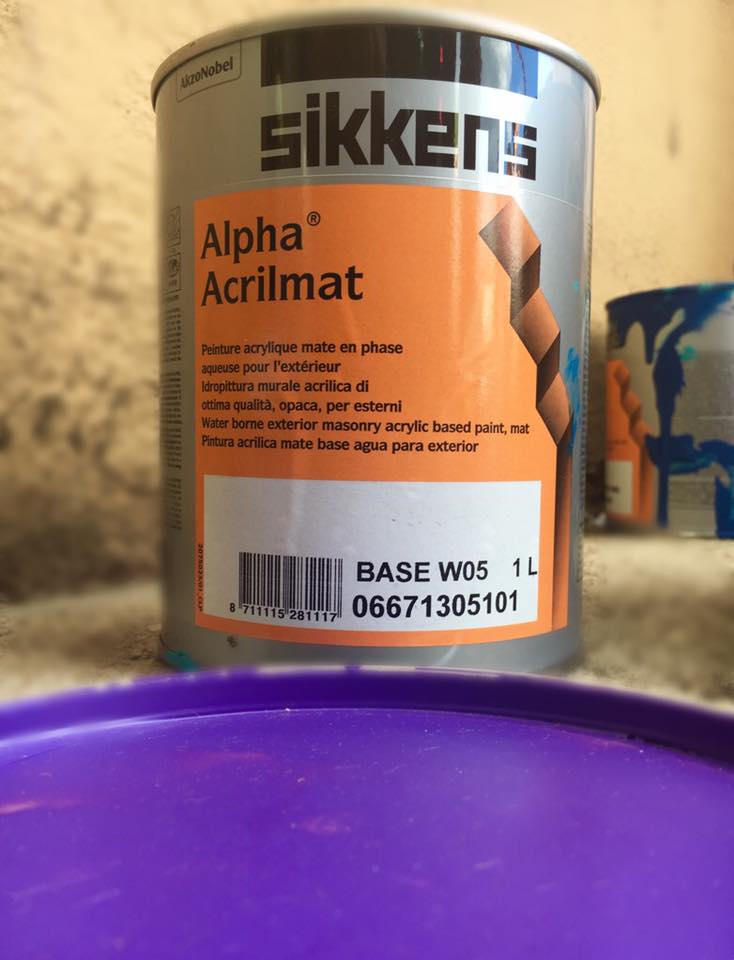 AkzoNobel
sikkens
Alpha®
Acrilmat
Peinture acrylique mate en phase
aqueuse pour l'extérieur
Idropittura murale acrilica di
ottima qualità, opaca, per esterni
Water borne exterior masonry acrylic based paint, mat
Pintura acrilica mate base agua para exterior
BASE W05 1 L
06671305101
8 711115 281117